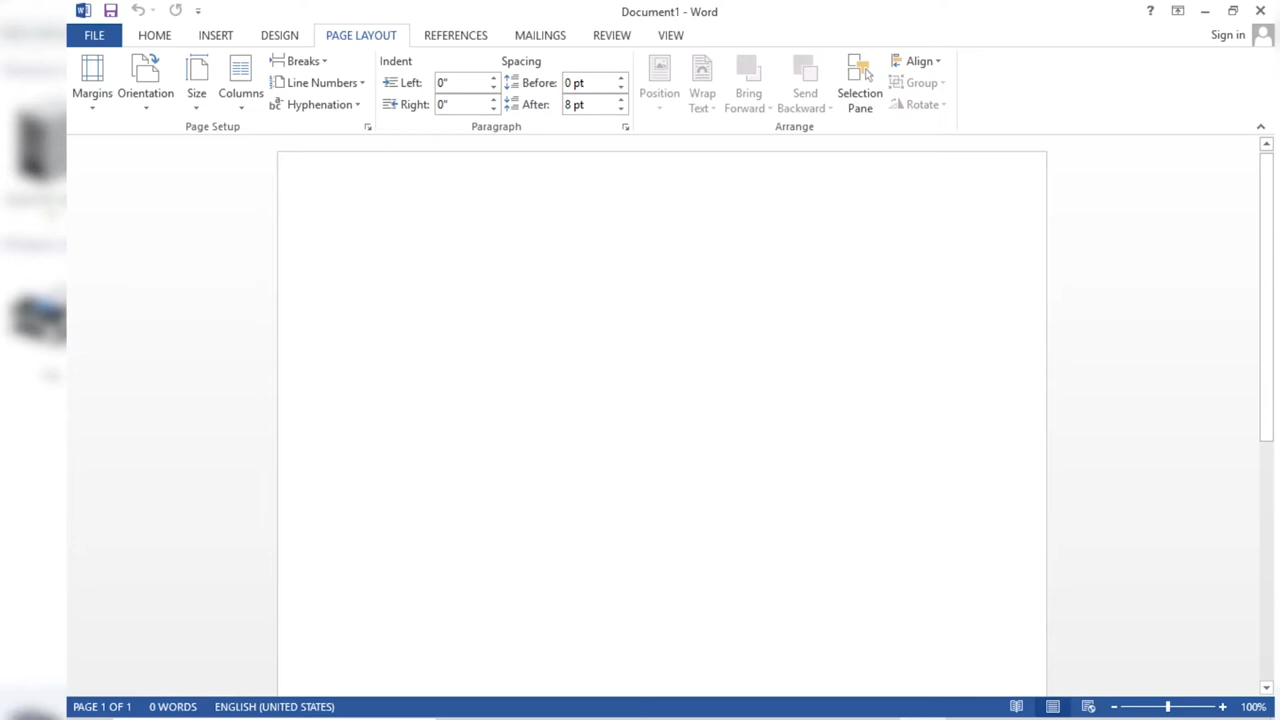 Document1 - Word
?
FILE HOME INSERT DESIGN PAGE LAYOUT REFERENCES MAILINGS REVIEW VIEW Sign in
Margins Orientation Size Columns
Breaks
Line Numbers
Hyphenation
Page Setup
Indent Spacing
Left: 0" Before: 0 pt
Right: 0" After: 8 pt
Paragraph
Position
Wrap Text
Bring Forward
Send Backward
Selection Pane
Align
Group
Rotate
Arrange
PAGE 1 OF 1 0 WORDS ENGLISH (UNITED STATES) 100%